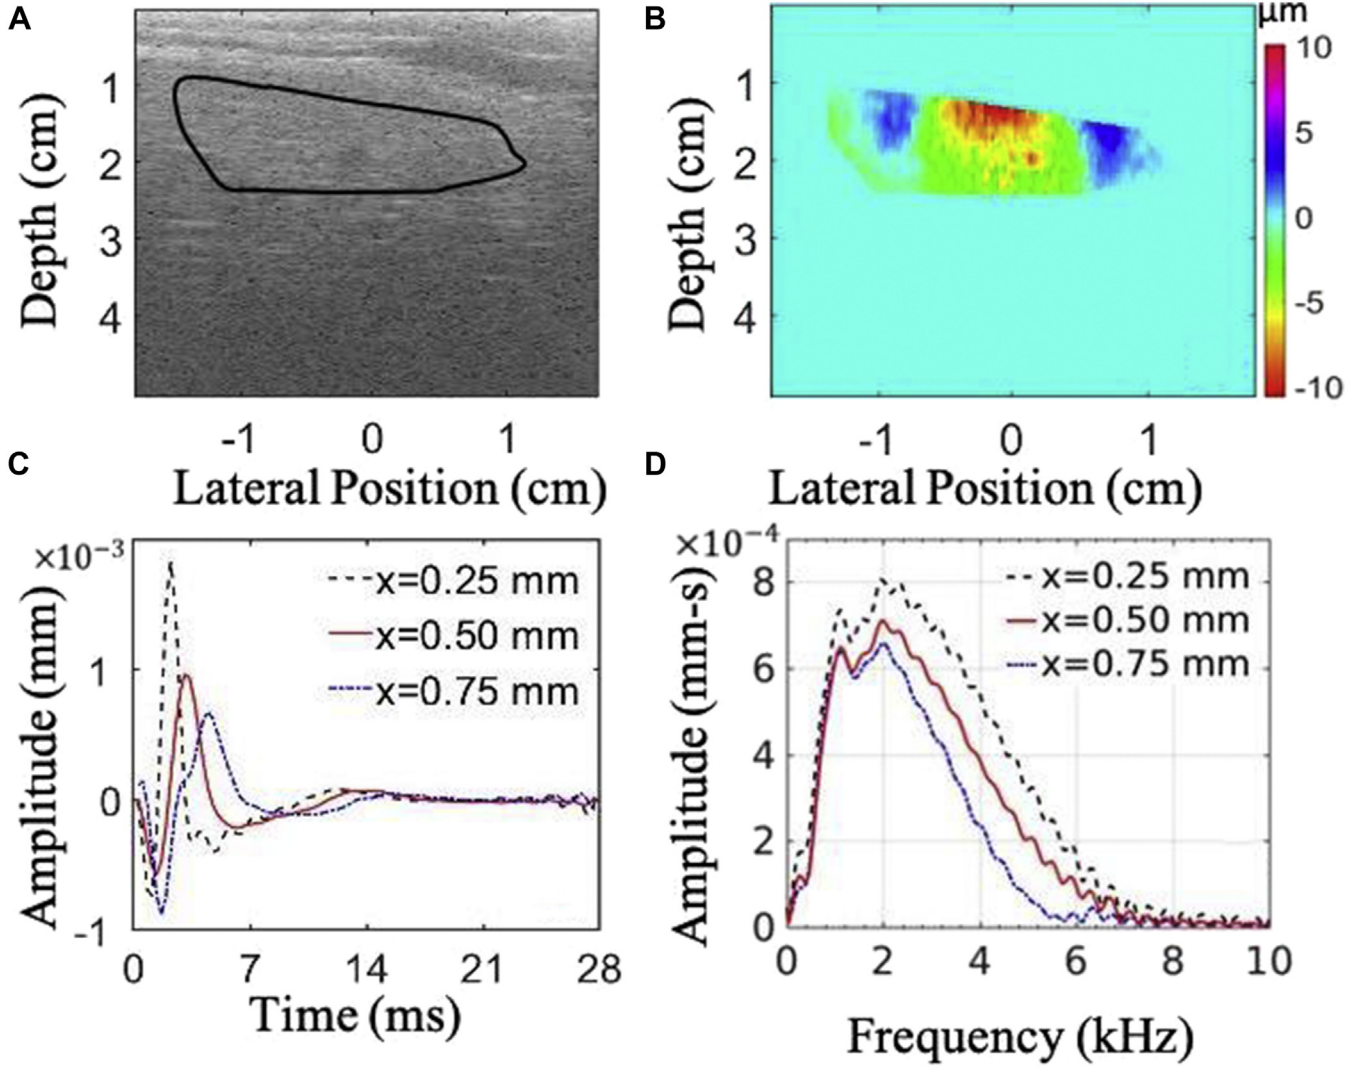 A
1
2
3
4
Depth (cm)
-1 0 1
Lateral Position (cm)
B
1
2
3
4
Depth (cm)
-1 0 1
Lateral Position (cm)
μm
10
5
0
-5
-10
C
×10-3
1
0
-1
Amplitude (mm)
x=0.25 mm
x=0.50 mm
x=0.75 mm
0 7 14 21 28
Time (ms)
D
×10-4
8
6
4
2
0
Amplitude (mm-s)
x=0.25 mm
x=0.50 mm
x=0.75 mm
0 2 4 6 8 10
Frequency (kHz)